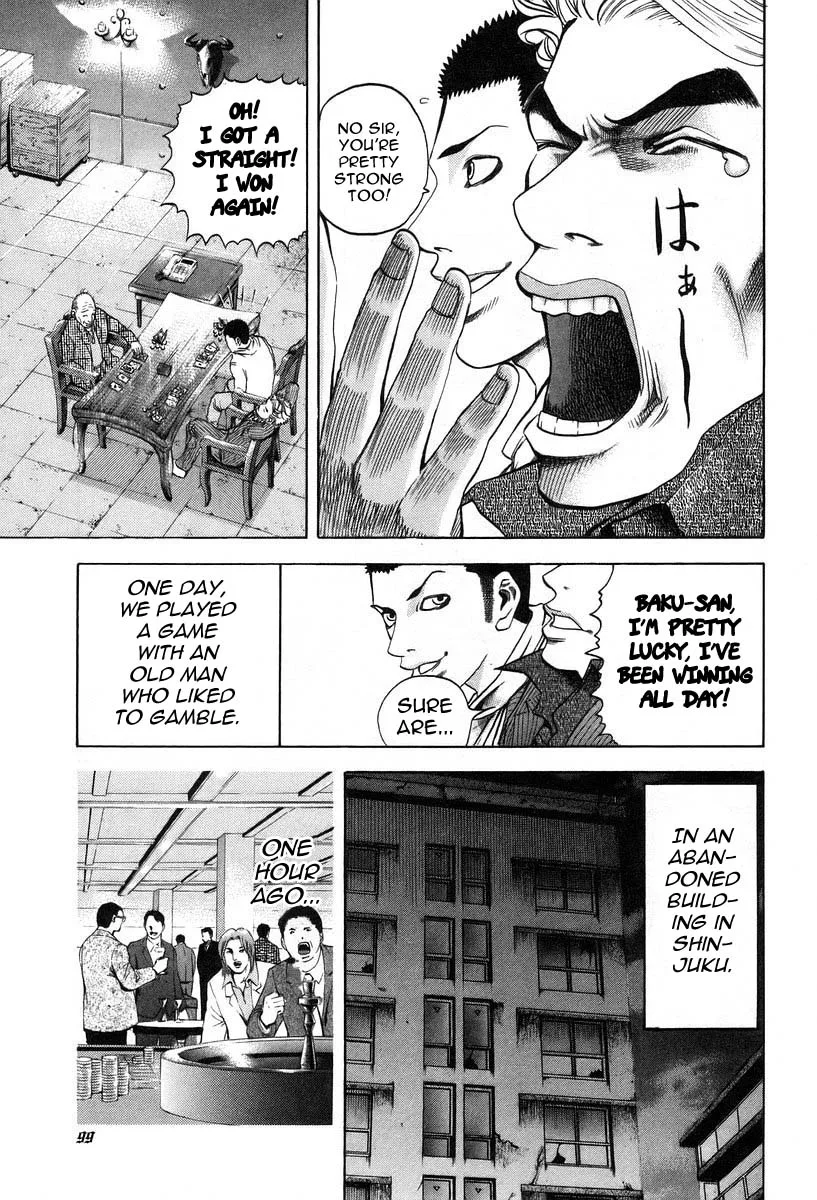 NO SIR,
YOU'RE
PRETTY
STRONG
TOO!
はぁー
OH!
I GOT A
STRAIGHT!
I WON
AGAIN!
BAKU-SAN,
I'M PRETTY
LUCKY, I'VE
BEEN WINNING
ALL DAY!
SURE
ARE...
ONE DAY,
WE PLAYED
A GAME
WITH AN
OLD MAN
WHO LIKED
TO GAMBLE.
IN AN
ABAN-
DONED
BUILD-
ING IN
SHIN-
JUKU.
ONE
HOUR
AGO...
99